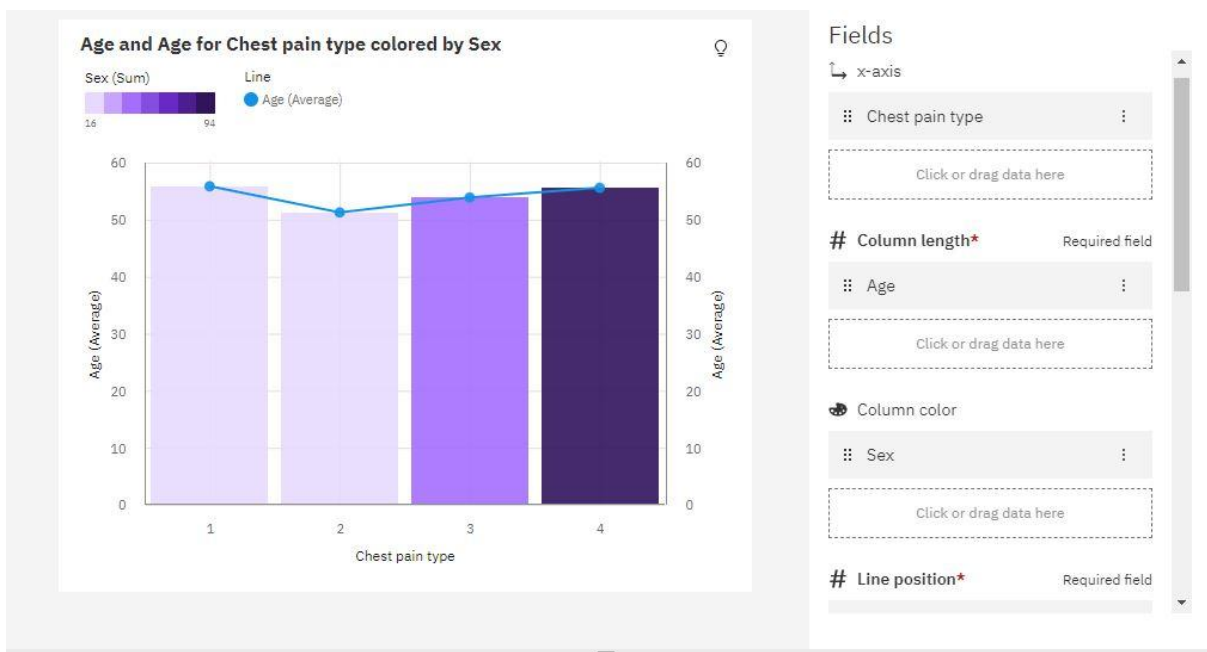 Age and Age for Chest pain type colored by Sex
Sex (Sum)
Line
Age (Average)
16
94
60
50
40
30
20
10
0
Age (Average)
60
50
40
30
20
10
0
Age (Average)
1
2
3
4
Chest pain type
Fields
x-axis
Chest pain type
Click or drag data here
# Column length* Required field
Age
Click or drag data here
Column color
Sex
Click or drag data here
# Line position* Required field